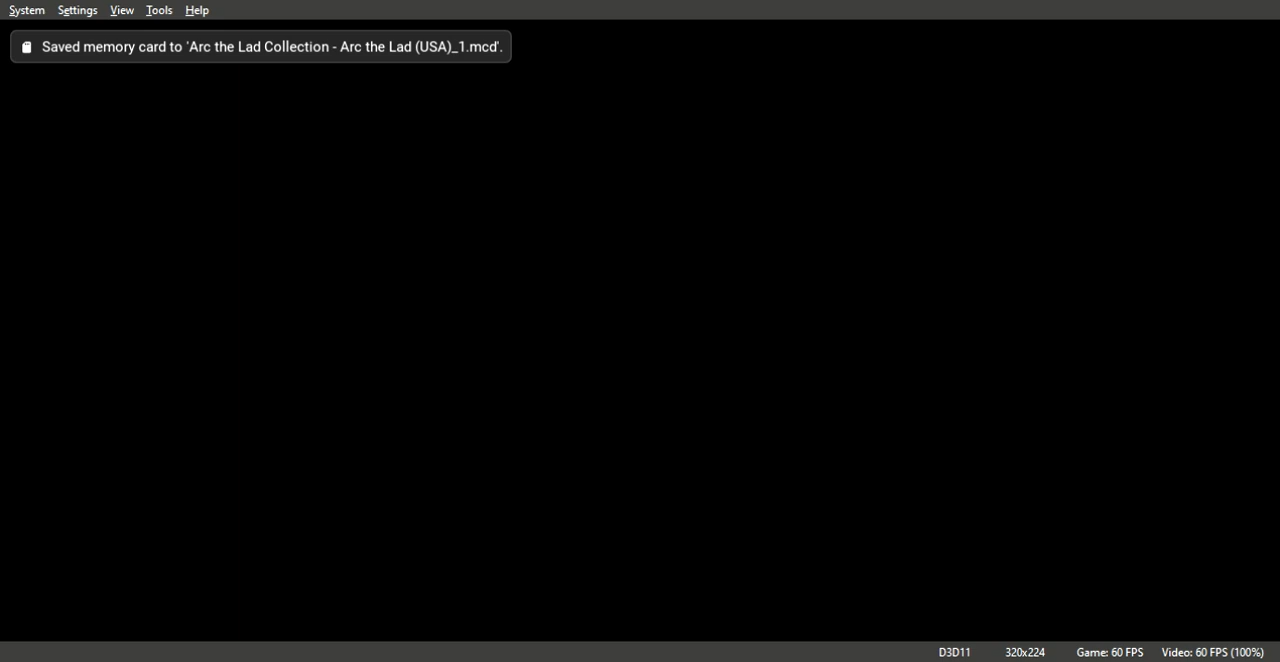 System Settings View Tools Help
Saved memory card to 'Arc the Lad Collection - Arc the Lad (USA)_1.mcd'.
D3D11 320x224 Game: 60 FPS Video: 60 FPS (100%)